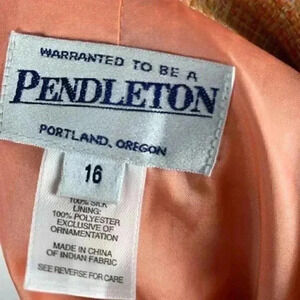 WARRANTED TO BE A
PENDLETON
PORTLAND, OREGON
16
100% SILK
LINING:
100% POLYESTER
EXCLUSIVE OF
ORNAMENTATION
MADE IN CHINA
OF INDIAN FABRIC
SEE REVERSE FOR CARE